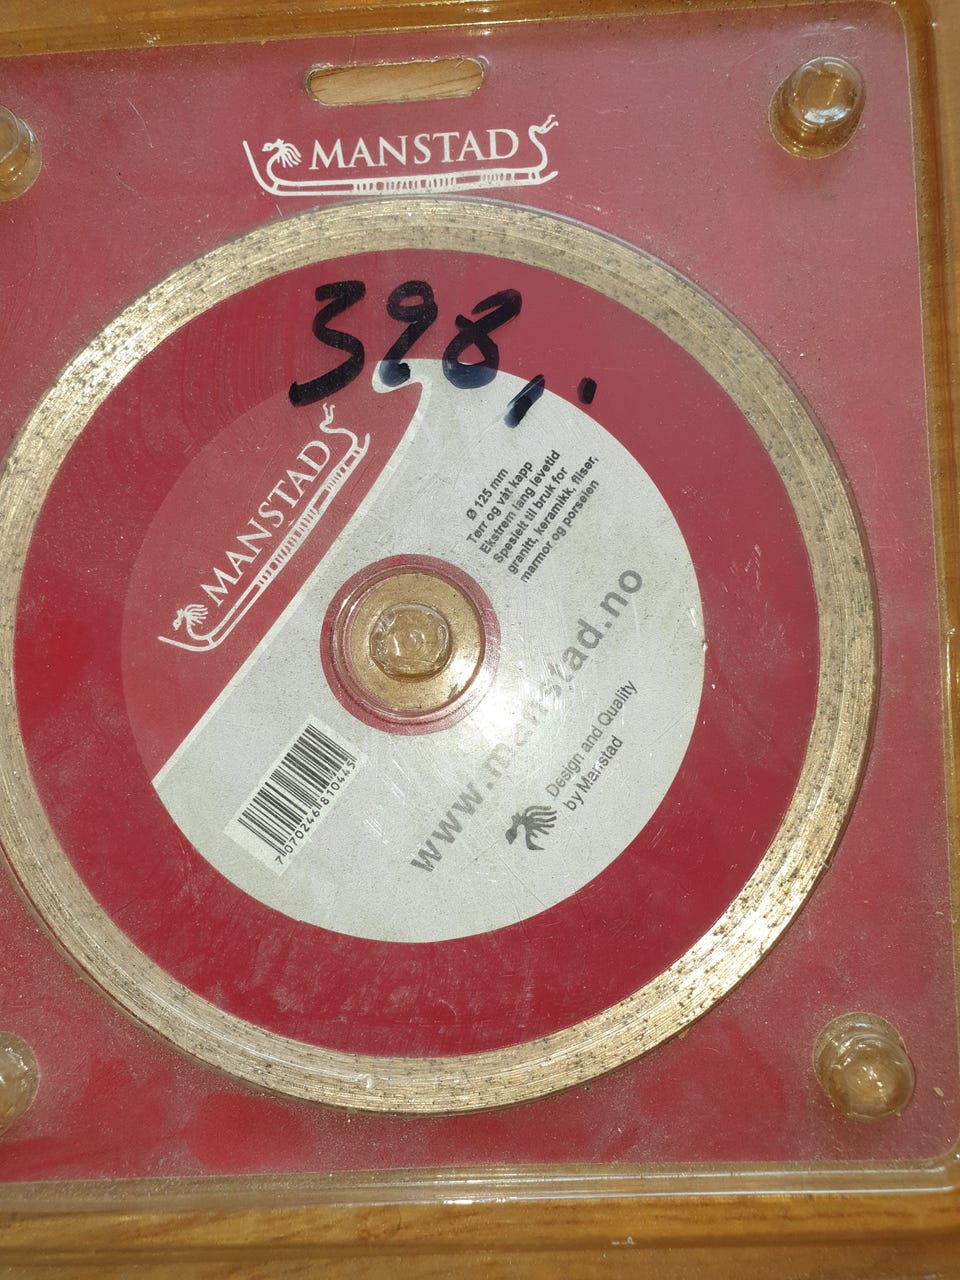 MANSTAD
398,..
MANSTAD
Ø 125 mm
Tørr og våt kapp
Ekstrem lang levetid
Spesielt til bruk for
granitt, keramikk, fliser,
marmor og porselen
www.manstad.no
Design and Quality
by Manstad
7070246810445